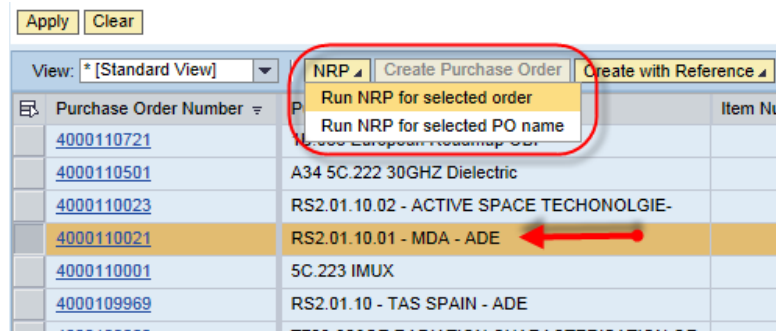 Apply Clear
View: * [Standard View] NRP Create Purchase Order Create with Reference
Run NRP for selected order
Run NRP for selected PO name
Purchase Order Number P Item Nu
4000110721 European Roadmap
4000110501 A34 5C.222 30GHZ Dielectric
4000110023 RS2.01.10.02 - ACTIVE SPACE TECHONOLGIE-
4000110021 RS2.01.10.01 - MDA - ADE
4000110001 5C.223 IMUX
4000109969 RS2.01.10 - TAS SPAIN - ADE